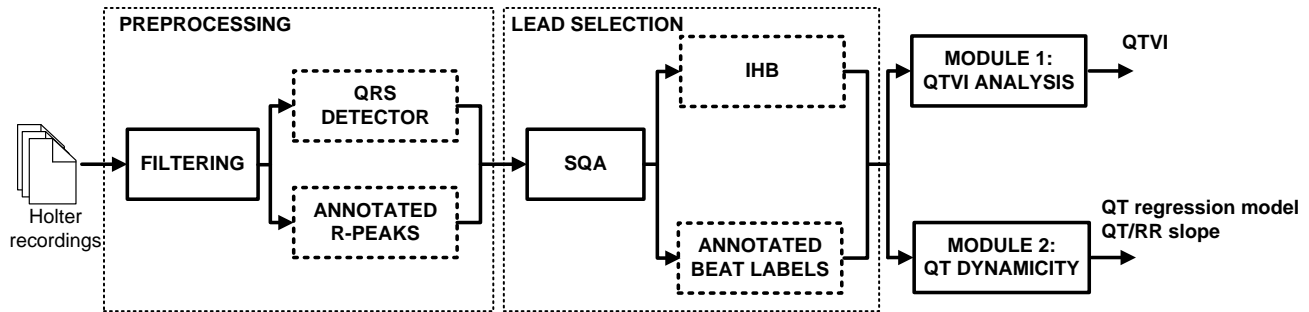 PREPROCESSING
LEAD SELECTION
Holter
recordings
FILTERING
QRS
DETECTOR
ANNOTATED
R-PEAKS
SQA
IHB
ANNOTATED
BEAT LABELS
MODULE 1:
QTVI ANALYSIS
QTVI
MODULE 2:
QT DYNAMICITY
QT regression model
QT/RR slope